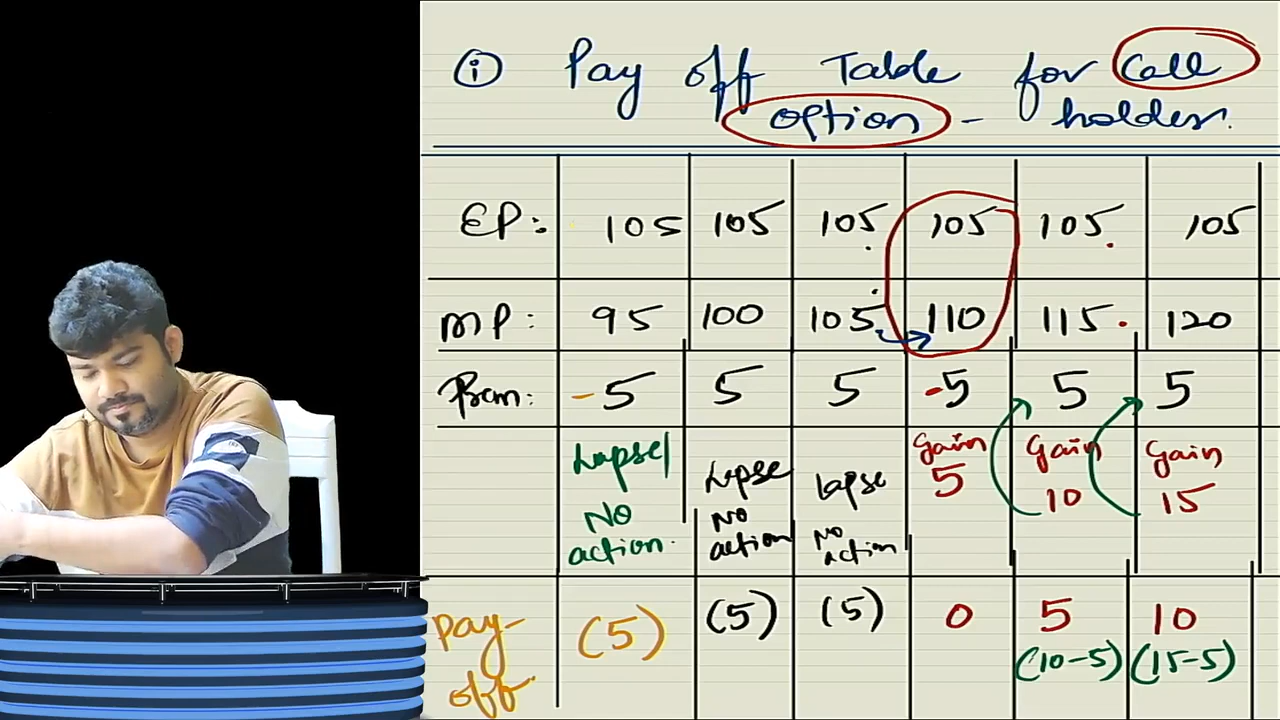 (i) Pay off Table for Call
option - holder.
EP: 105 105 105 105 105 105
MP: 95 100 105 110 115 120
Prem: -5 5 5 -5 5 5
Lapse/ Lapse Lapse Gain Gain Gain
5 10 15
No No No
action. action action
Pay- (5) (5) (5) 0 5 10
off (10-5) (15-5)